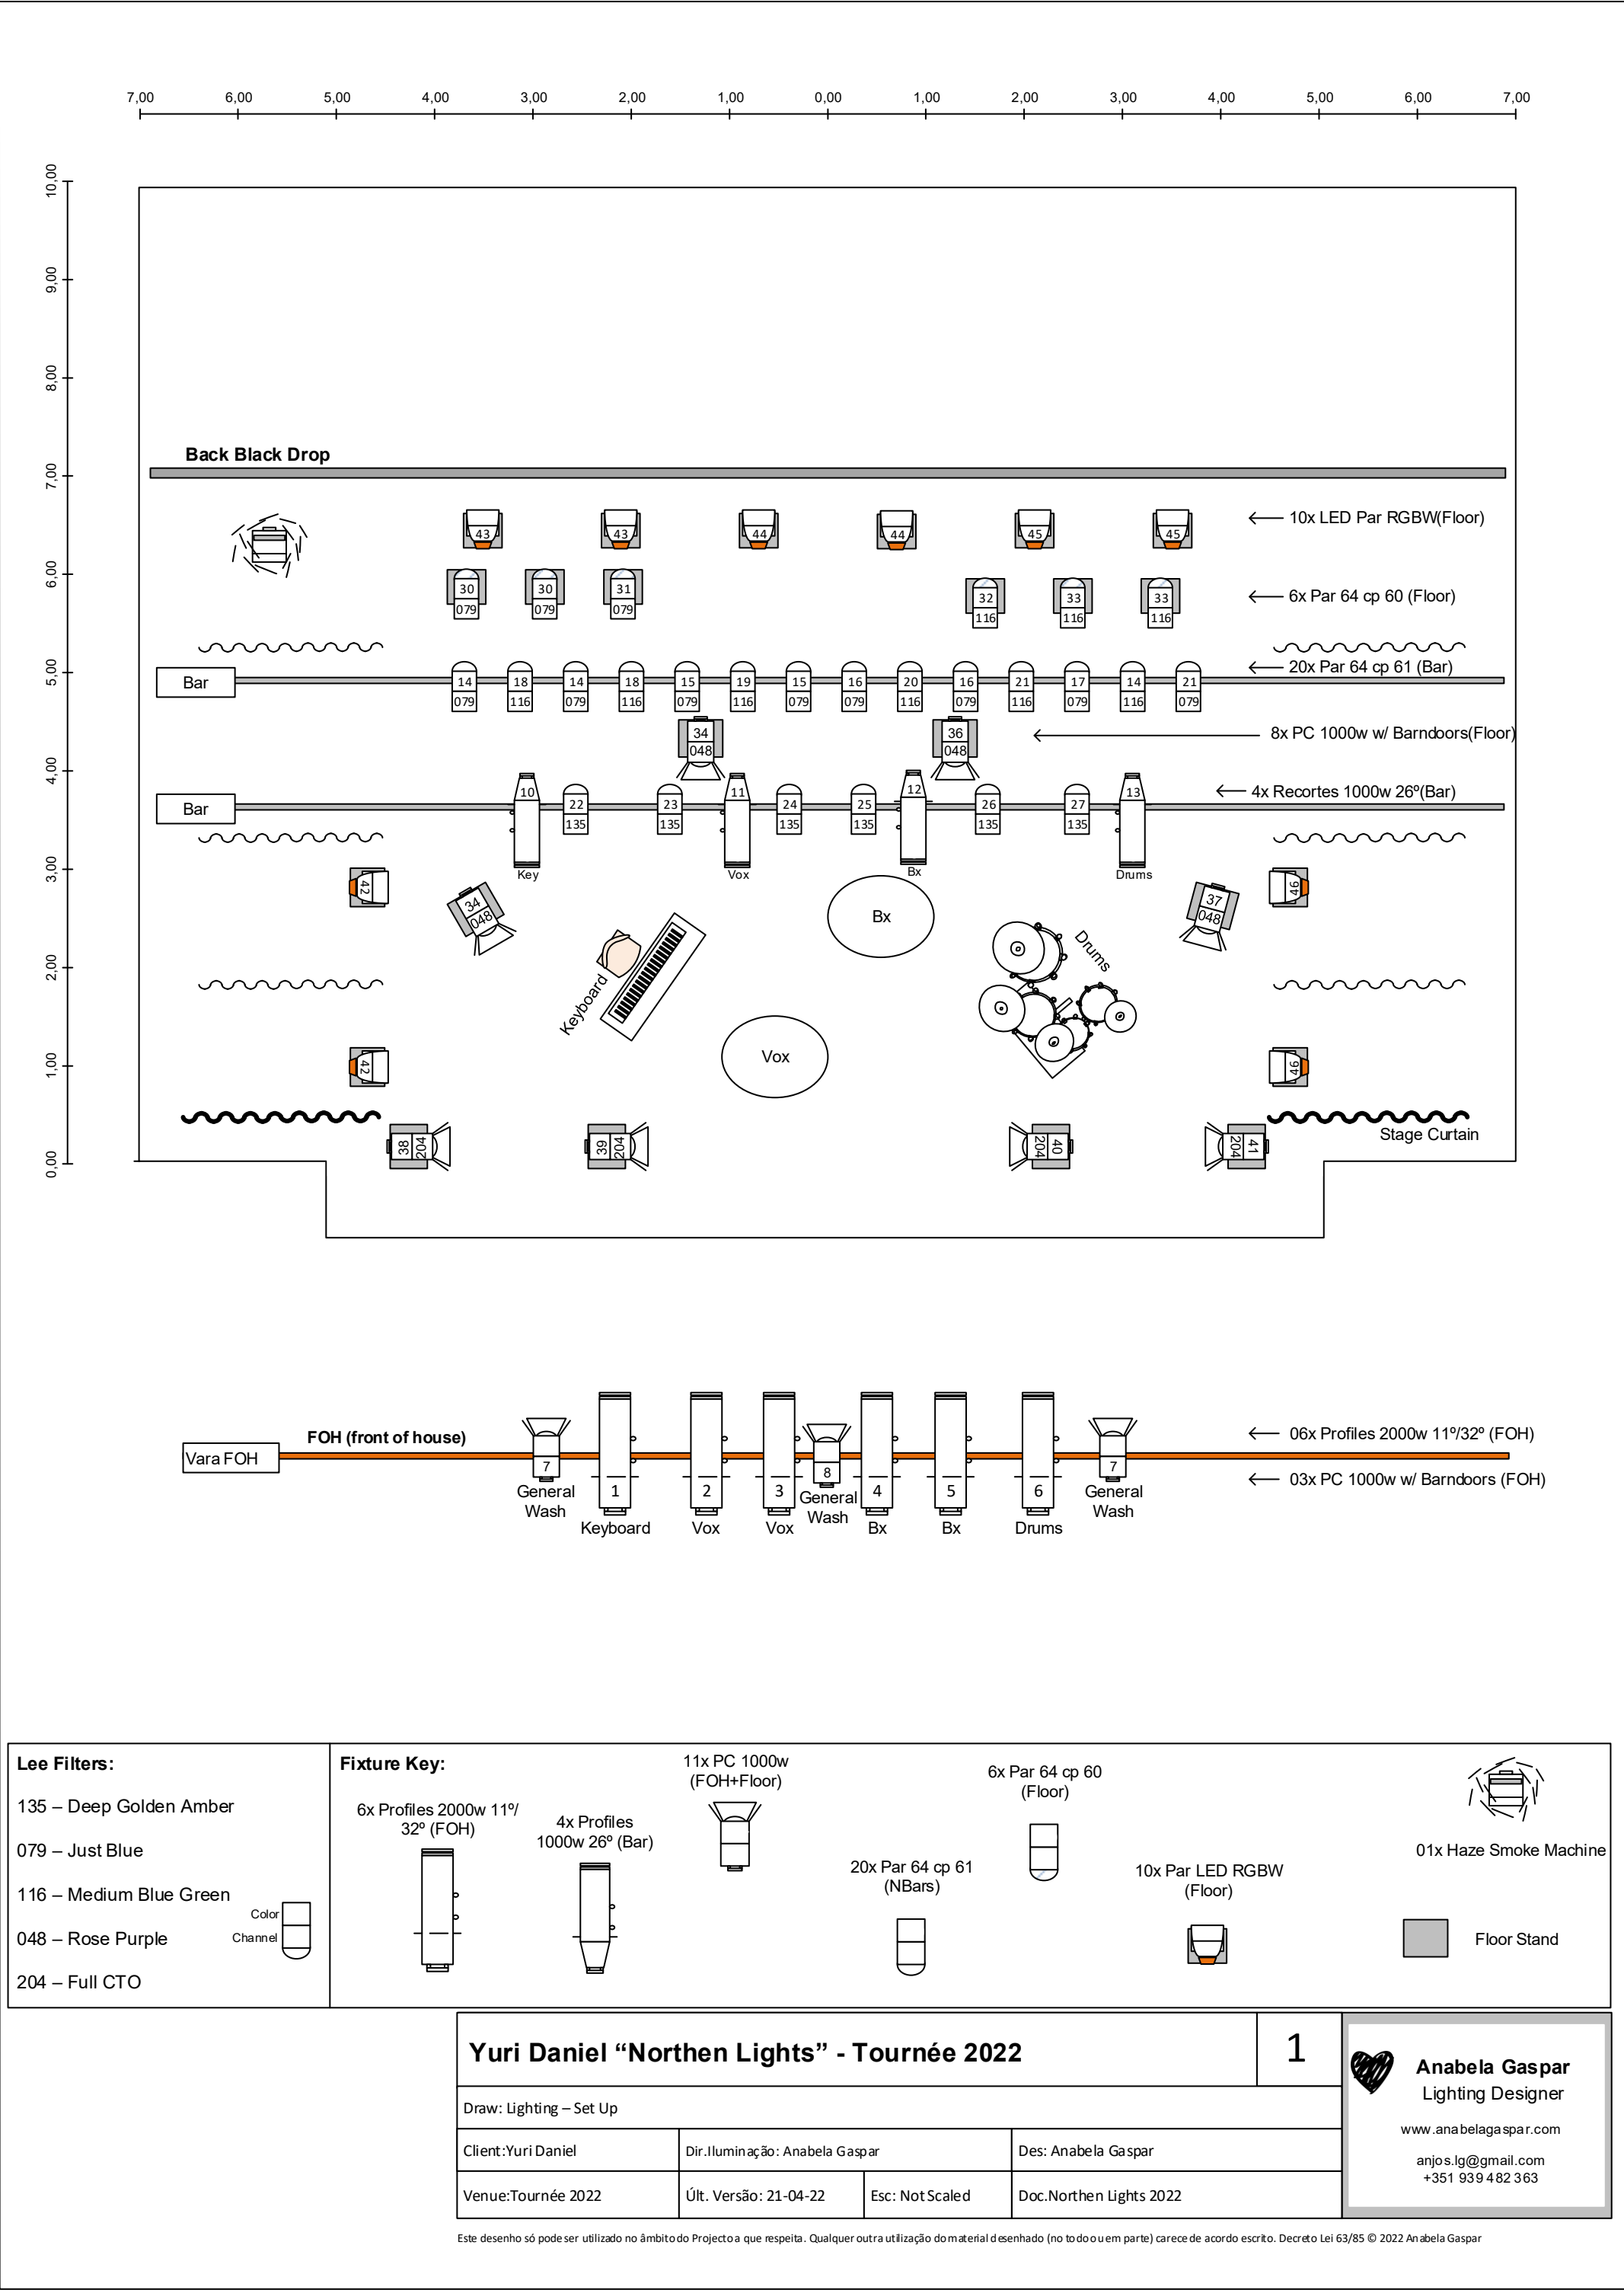 7,00 6,00 5,00 4,00 3,00 2,00 1,00 0,00 1,00 2,00 3,00 4,00 5,00 6,00 7,00
10,00
9,00
8,00
7,00
6,00
5,00
4,00
3,00
2,00
1,00
0,00
Back Black Drop
43 43 44 44 45 45
10x LED Par RGBW(Floor)
30 30 31 32 33 33
079 079 079 116 116 116
6x Par 64 cp 60 (Floor)
Bar
14 18 14 18 15 19 15 16 20 16 21 17 14 21
079 116 079 116 079 116 079 079 116 079 116 079 116 079
20x Par 64 cp 61 (Bar)
34 36
048 048
8x PC 1000w w/ Barndoors(Floor)
Bar
10 22 23 11 24 25 12 26 27 13
135 135 135 135 135 135
4x Recortes 1000w 26º(Bar)
Key Vox Bx Drums
42 46
34 37
048 048
Bx
Drums
Keyboard
Vox
42 46
Stage Curtain
38 204 39 204 204 40 204 41
FOH (front of house)
Vara FOH
06x Profiles 2000w 11º/32º (FOH)
03x PC 1000w w/ Barndoors (FOH)
7 1 2 3 8 4 5 6 7
General
Wash
Keyboard
Vox
Vox
General
Wash
Bx
Bx
Drums
General
Wash
Lee Filters:
135 – Deep Golden Amber
079 – Just Blue
116 – Medium Blue Green
048 – Rose Purple
204 – Full CTO
Color
Channel
Fixture Key:
6x Profiles 2000w 11º/
32º (FOH)
4x Profiles
1000w 26º (Bar)
11x PC 1000w
(FOH+Floor)
20x Par 64 cp 61
(NBars)
6x Par 64 cp 60
(Floor)
10x Par LED RGBW
(Floor)
01x Haze Smoke Machine
Floor Stand
Yuri Daniel “Northen Lights” - Tournée 2022
1
Draw: Lighting – Set Up
Client:Yuri Daniel
Dir.Iluminação: Anabela Gaspar
Des: Anabela Gaspar
Venue:Tournée 2022
Últ. Versão: 21-04-22
Esc: Not Scaled
Doc.Northen Lights 2022
Anabela Gaspar
Lighting Designer
www.anabelagaspar.com
anjos.lg@gmail.com
+351 939 482 363
Este desenho só pode ser utilizado no âmbito do Projecto a que respeita. Qualquer outra utilização do material desenhado (no todo ou em parte) carece de acordo escrito. Decreto Lei 63/85 © 2022 Anabela Gaspar